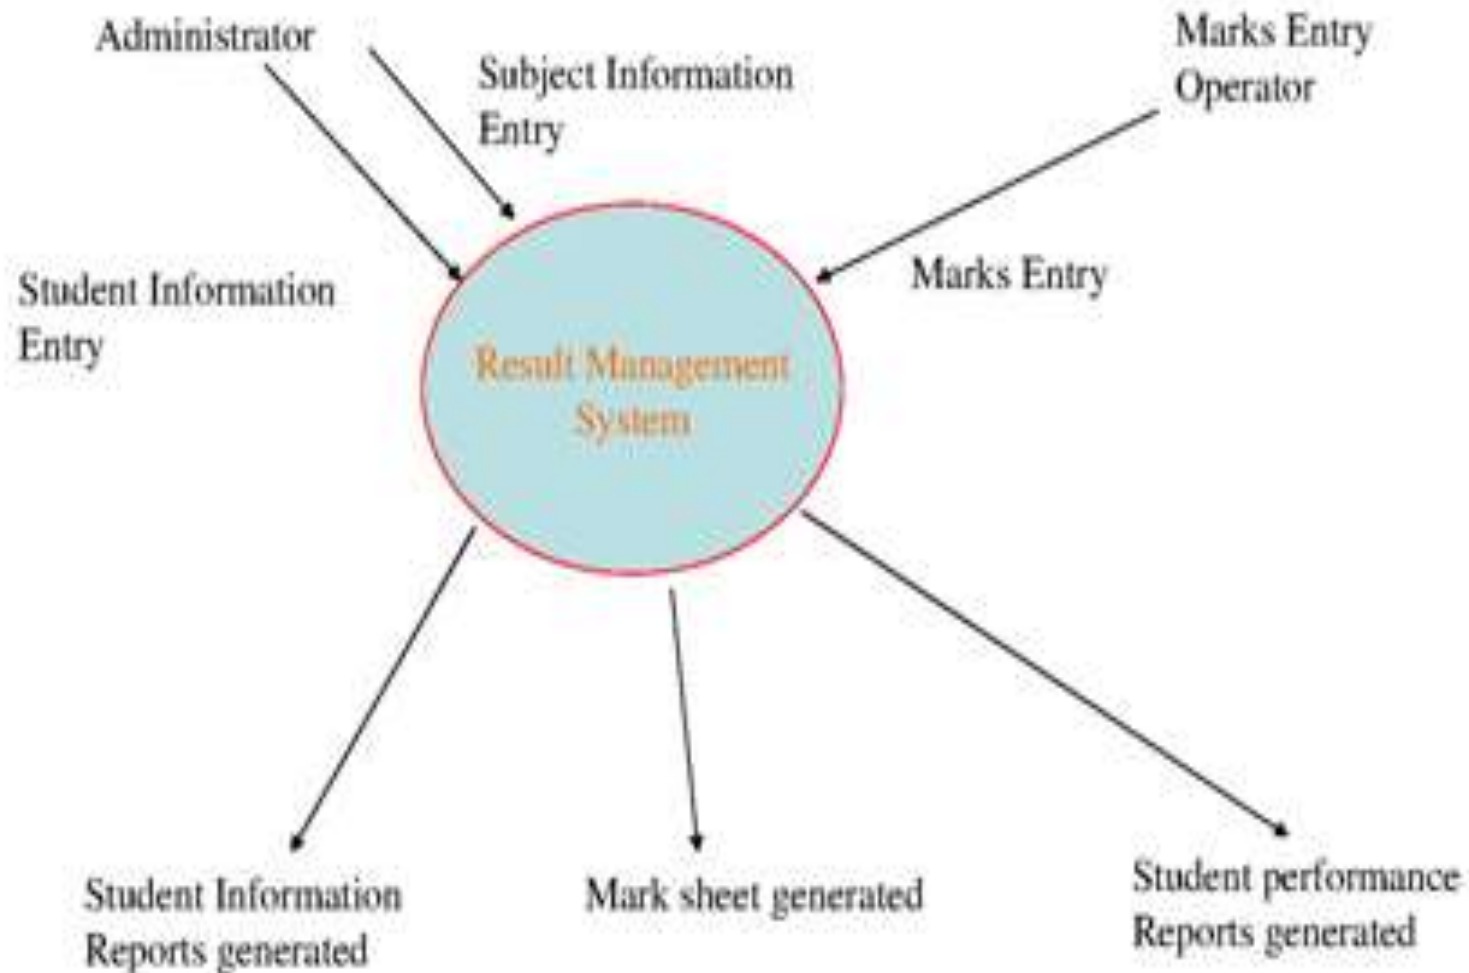 Administrator
Subject Information
Entry
Marks Entry
Operator
Student Information
Entry
Marks Entry
Result Management
System
Student Information
Reports generated
Mark sheet generated
Student performance
Reports generated